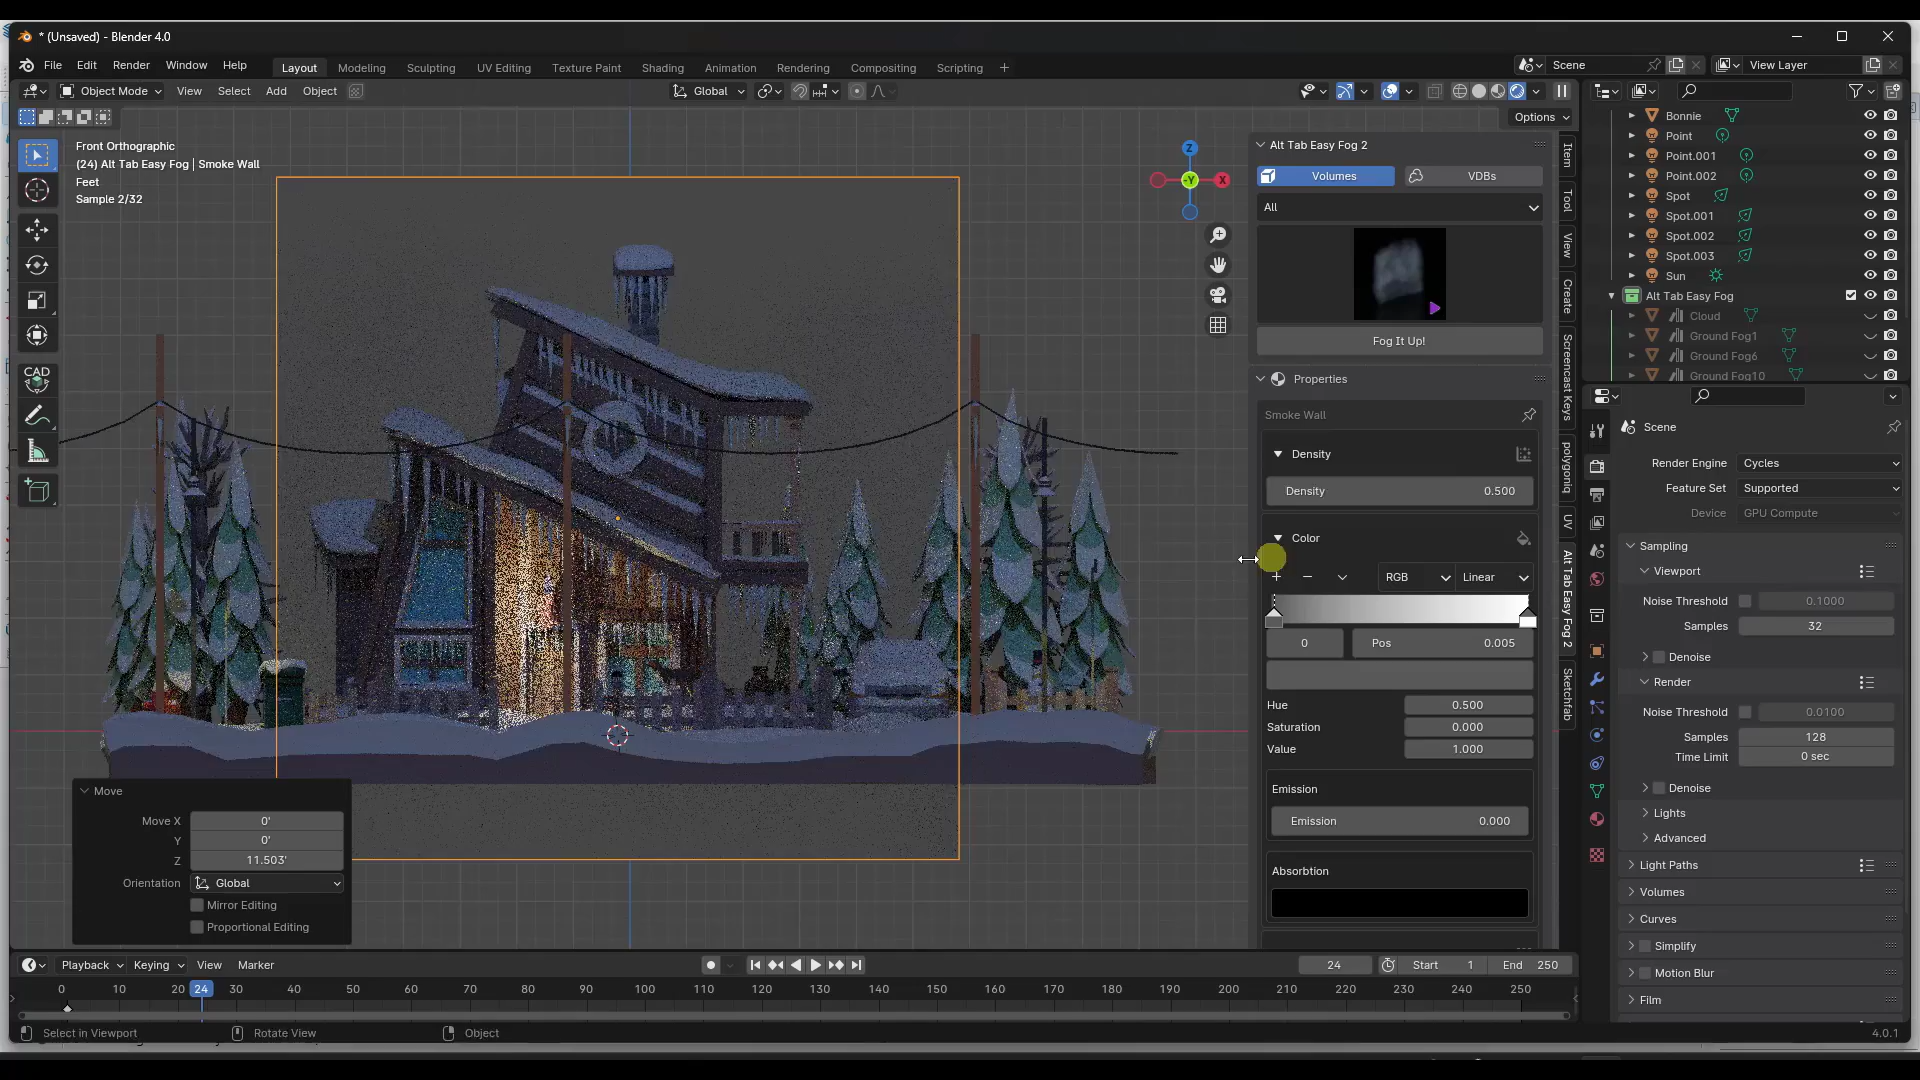 * (Unsaved) - Blender 4.0
File Edit Render Window Help Layout Modeling Sculpting UV Editing Texture Paint Shading Animation Rendering Compositing Scripting + Scene View Layer
Object Mode View Select Add Object Global
Options
Front Orthographic
(24) Alt Tab Easy Fog | Smoke Wall
Feet
Sample 2/32
Z
-Y
X
CAD
Move
Move X 0'
Y 0'
Z 11.503'
Orientation Global
Mirror Editing
Proportional Editing
Alt Tab Easy Fog 2
Volumes VDBs
All
Fog It Up!
Properties
Smoke Wall
Density
Density 0.500
Color
+ − RGB Linear
0 Pos 0.005
Hue 0.500
Saturation 0.000
Value 1.000
Emission
Emission 0.000
Absorbtion
Item
Tool
View
Create
Screencast Keys
polygoniq
UV
Alt Tab Easy Fog 2
Sketchfab
Bonnie
Point
Point.001
Point.002
Spot
Spot.001
Spot.002
Spot.003
Sun
Alt Tab Easy Fog
Cloud
Ground Fog1
Ground Fog6
Ground Fog10
Scene
Render Engine Cycles
Feature Set Supported
Device GPU Compute
Sampling
Viewport
Noise Threshold 0.1000
Samples 32
Denoise
Render
Noise Threshold 0.0100
Samples 128
Time Limit 0 sec
Denoise
Lights
Advanced
Light Paths
Volumes
Curves
Simplify
Motion Blur
Film
Playback Keying View Marker 24 Start 1 End 250
0 10 20 24 30 40 50 60 70 80 90 100 110 120 130 140 150 160 170 180 190 200 210 220 230 240 250
Select in Viewport Rotate View Object 4.0.1